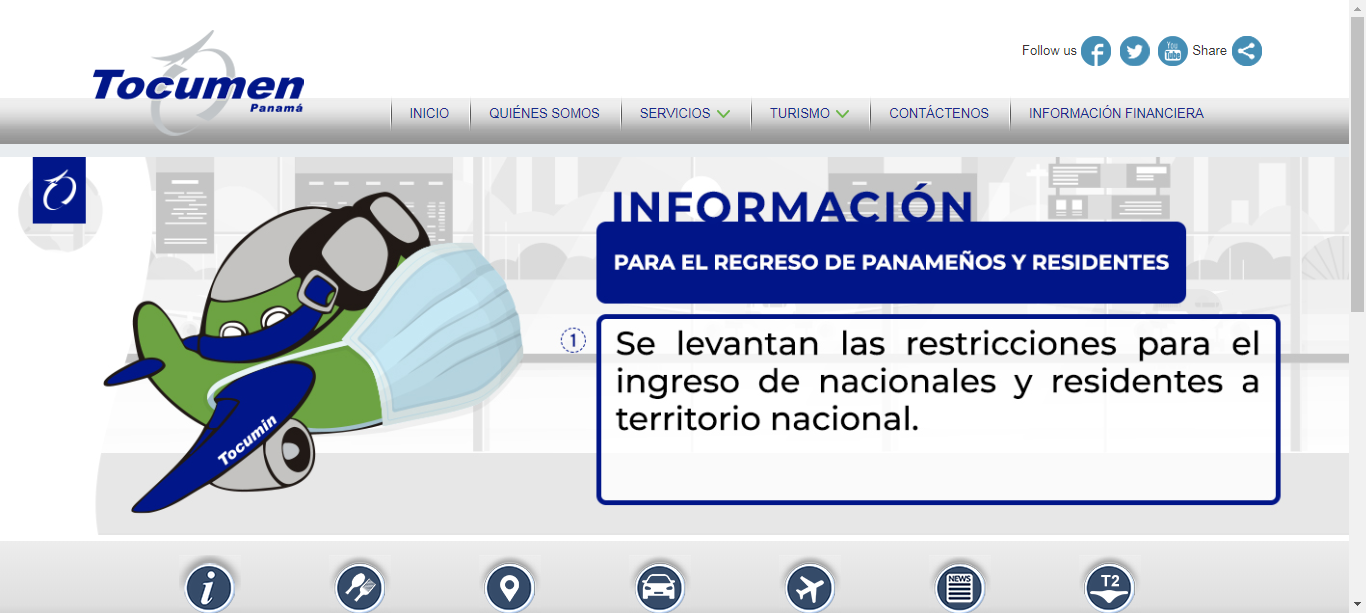 Follow us
You
Tube
Share
Tocumen
Panamá
INICIO
QUIÉNES SOMOS
SERVICIOS
TURISMO
CONTÁCTENOS
INFORMACIÓN FINANCIERA
INFORMACIÓN
PARA EL REGRESO DE PANAMEÑOS Y RESIDENTES
1
Se levantan las restricciones para el
ingreso de nacionales y residentes a
territorio nacional.
Tocumin
NEWS
T2